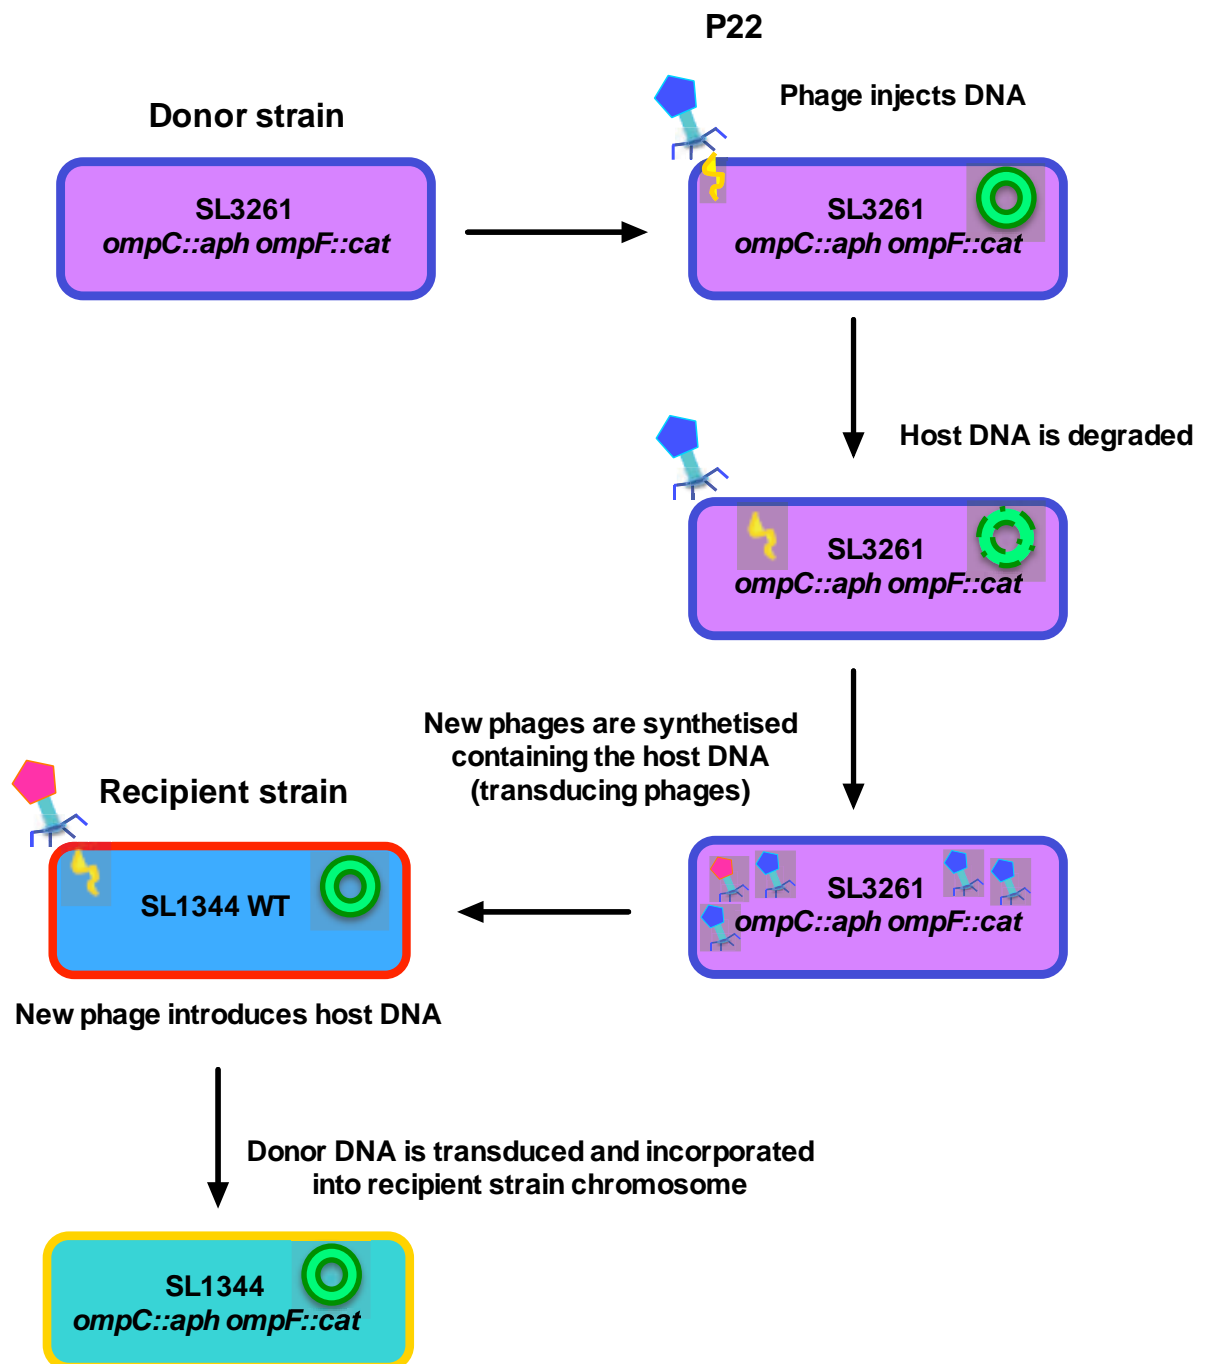 P22
Phage injects DNA
Donor strain
SL3261
ompC::aph ompF::cat
SL3261
ompC::aph ompF::cat
Host DNA is degraded
SL3261
ompC::aph ompF::cat
New phages are synthetised
containing the host DNA
(transducing phages)
SL3261
ompC::aph ompF::cat
Recipient strain
SL1344 WT
New phage introduces host DNA
Donor DNA is transduced and incorporated
into recipient strain chromosome
SL1344
ompC::aph ompF::cat